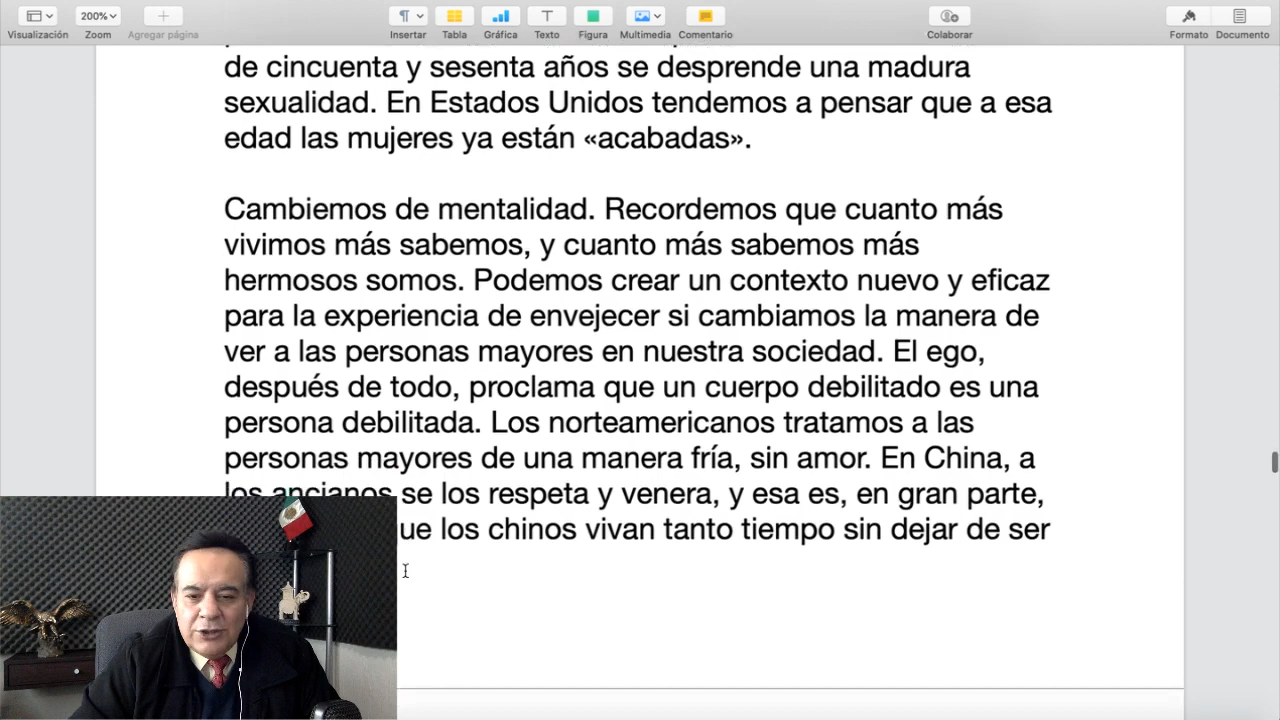 200%
Visualización
Zoom
Agregar página
Insertar
Tabla
Gráfica
Texto
Figura
Multimedia
Comentario
Colaborar
Formato
Documento
de cincuenta y sesenta años se desprende una madura
sexualidad. En Estados Unidos tendemos a pensar que a esa
edad las mujeres ya están «acabadas».
Cambiemos de mentalidad. Recordemos que cuanto más
vivimos más sabemos, y cuanto más sabemos más
hermosos somos. Podemos crear un contexto nuevo y eficaz
para la experiencia de envejecer si cambiamos la manera de
ver a las personas mayores en nuestra sociedad. El ego,
después de todo, proclama que un cuerpo debilitado es una
persona debilitada. Los norteamericanos tratamos a las
personas mayores de una manera fría, sin amor. En China, a
los ancianos se los respeta y venera, y esa es, en gran parte,
los chinos vivan tanto tiempo sin dejar de ser